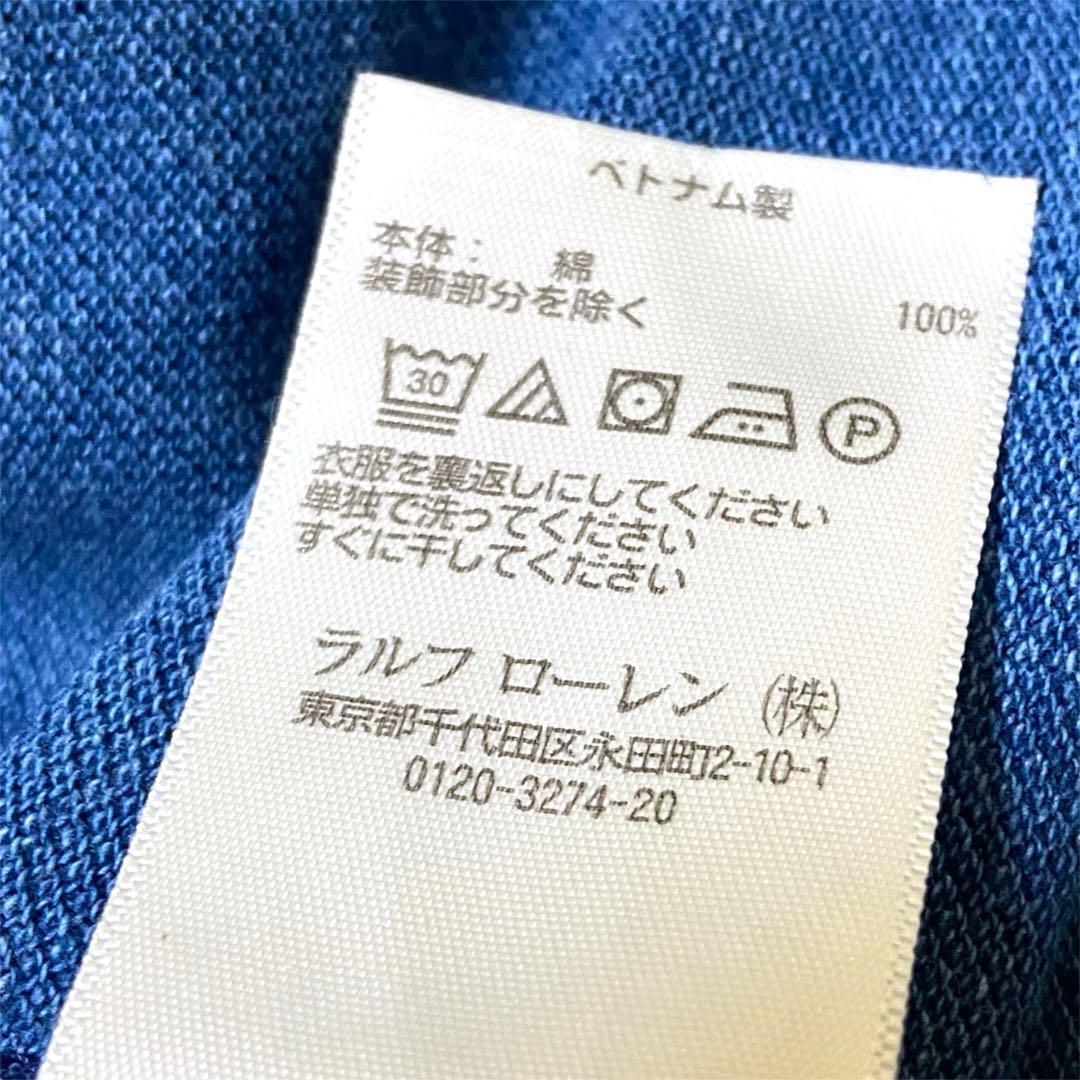 ベトナム製
本体： 綿 100%
装飾部分を除く
30
P
衣服を裏返しにしてください
単独で洗ってください
すぐに干してください
ラルフ ローレン (株)
東京都千代田区永田町2-10-1
0120-3274-20